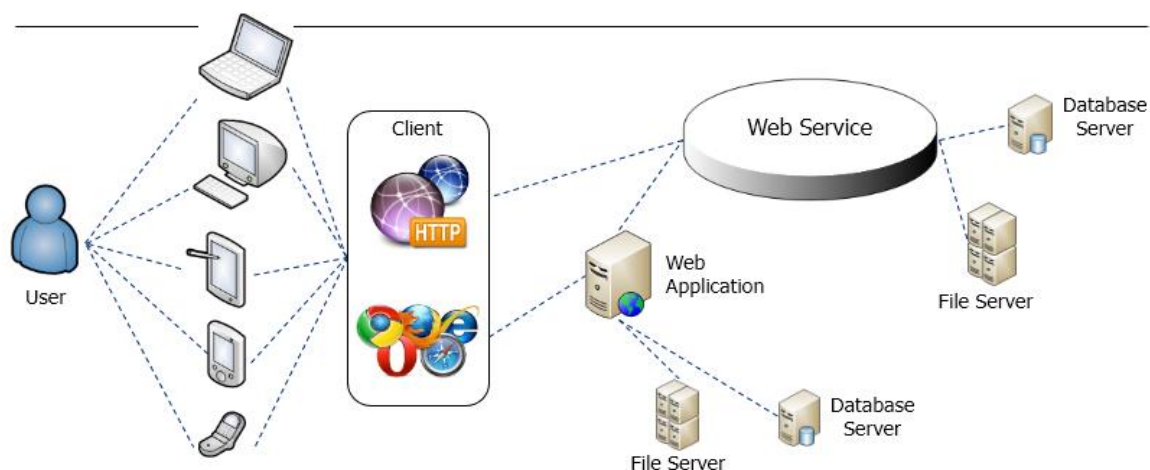 User
Client
HTTP
Web Service
Web
Application
Database
Server
File Server
File Server
Database
Server